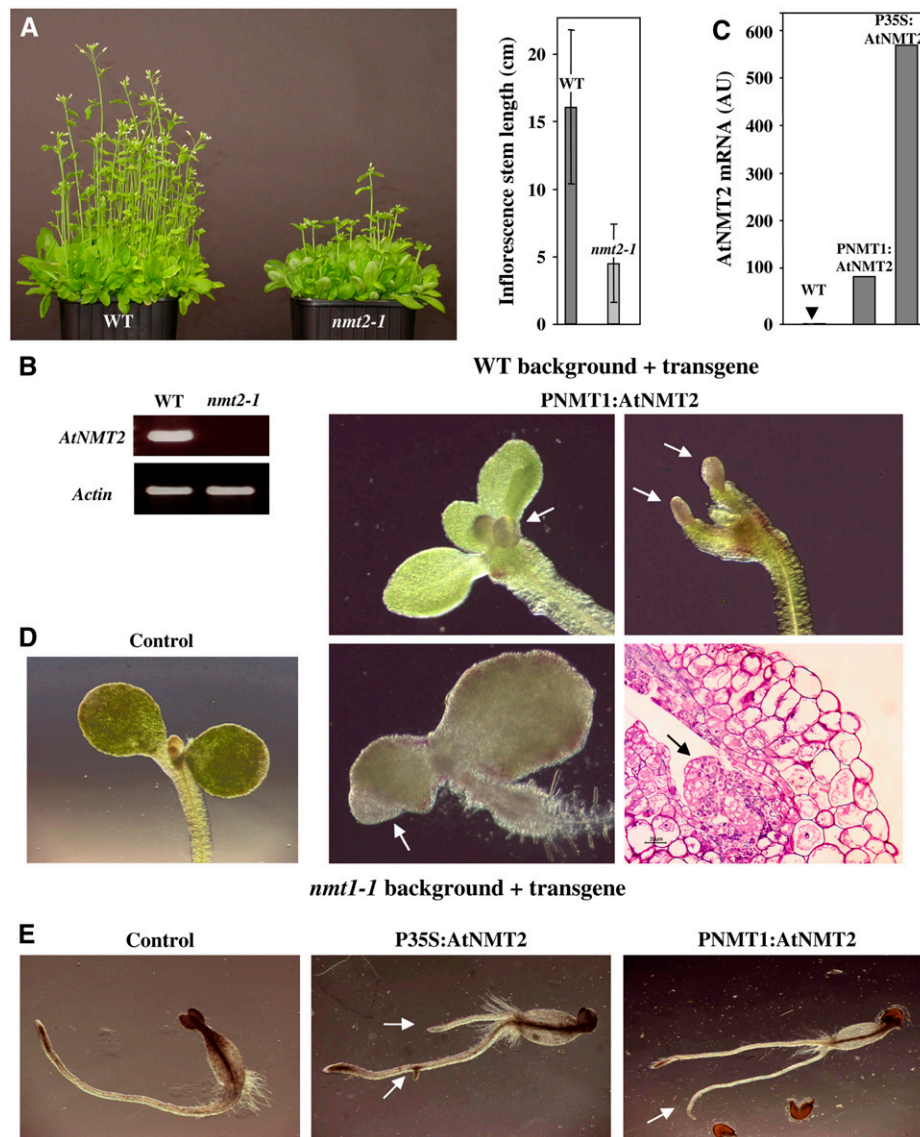 A
WT
nmt2-1
Inflorescence stem length (cm)
20
15
10
5
0
WT
nmt2-1
C
AtNMT2 mRNA (AU)
600
500
400
300
200
100
0
WT
PNMT1:
AtNMT2
P35S:
AtNMT2
B
WT nmt2-1
AtNMT2
Actin
WT background + transgene
PNMT1:AtNMT2
D
Control
20um
nmt1-1 background + transgene
E
Control
P35S:AtNMT2
PNMT1:AtNMT2